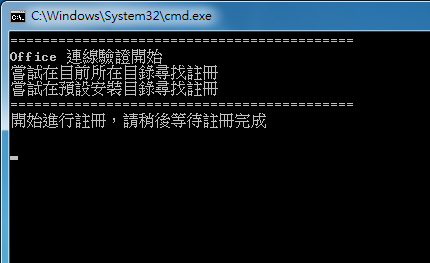 C:\Windows\System32\cmd.exe
===========================================
Office 連線驗證開始
嘗試在目前所在目錄尋找註冊
嘗試在預設安裝目錄尋找註冊
===========================================
開始進行註冊，請稍後等待註冊完成